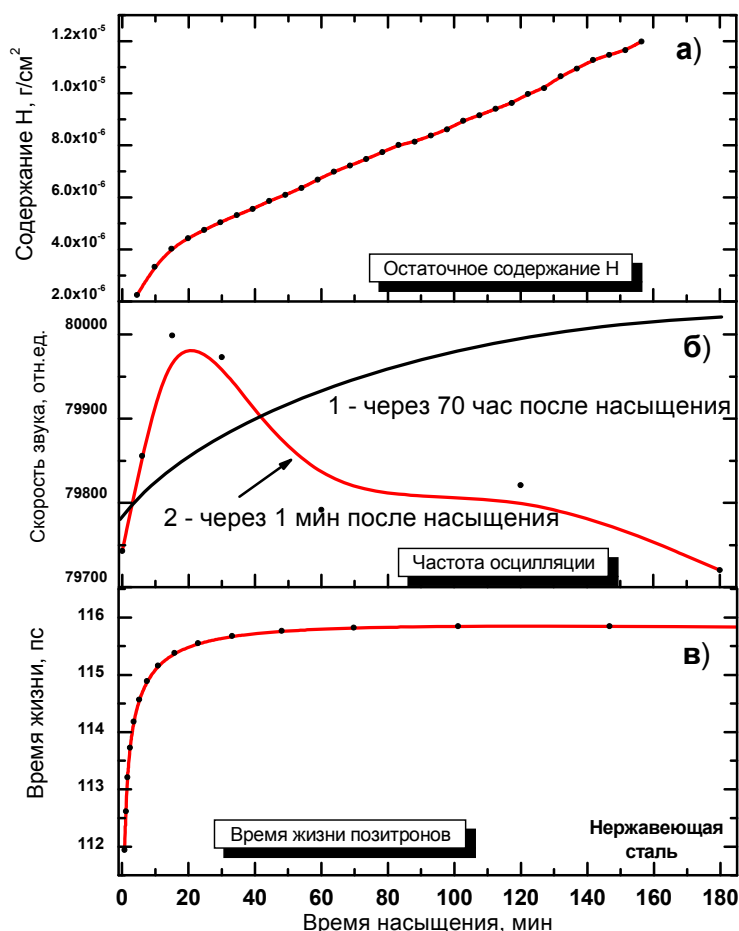 Содержание Н, г/см²
1.2x10⁻⁵
1.0x10⁻⁵
8.0x10⁻⁶
6.0x10⁻⁶
4.0x10⁻⁶
2.0x10⁻⁶
а)
Остаточное содержание Н
Скорость звука, отн.ед.
80000
79900
79800
79700
б)
1 - через 70 час после насыщения
2 - через 1 мин после насыщения
Частота осцилляции
Время жизни, пс
116
115
114
113
112
в)
Время жизни позитронов
Нержавеющая
сталь
0 20 40 60 80 100 120 140 160 180
Время насыщения, мин